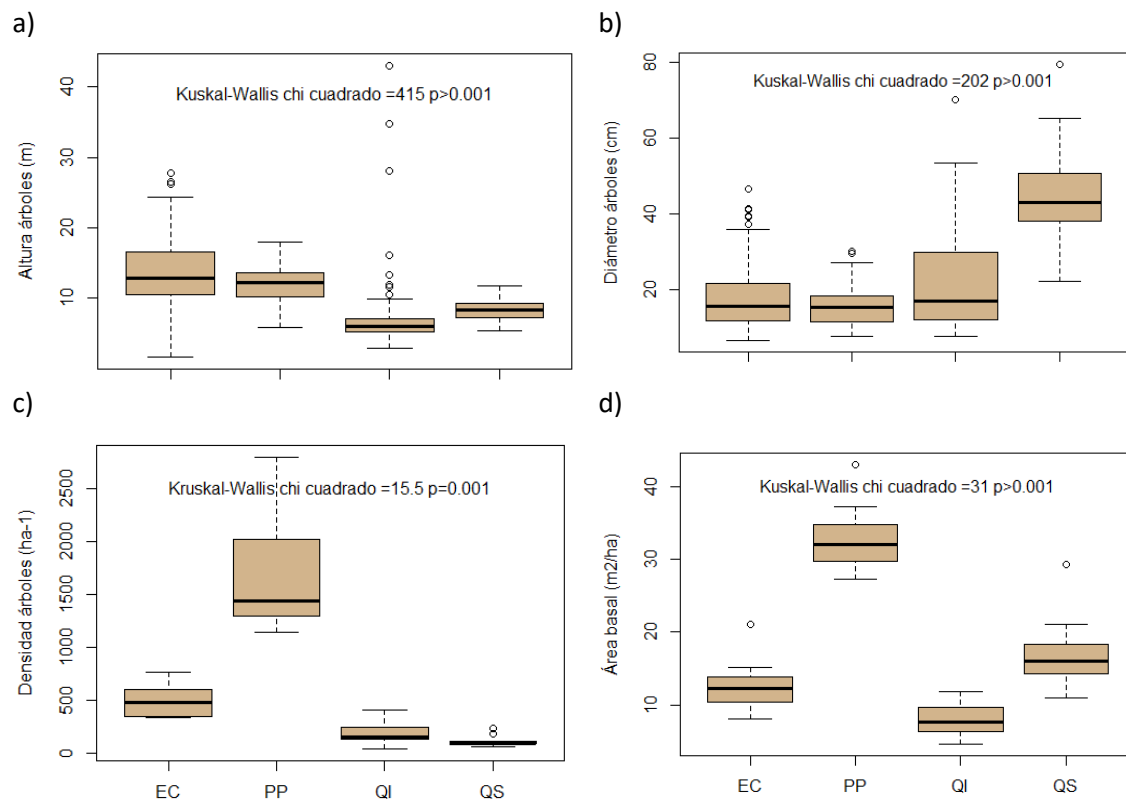 a)
Kuskal-Wallis chi cuadrado =415 p>0.001
Altura árboles (m)
40
30
20
10
b)
Kuskal-Wallis chi cuadrado =202 p>0.001
Diámetro árboles (cm)
80
60
40
20
c)
Kruskal-Wallis chi cuadrado =15.5 p=0.001
Densidad árboles (ha-1)
2500
2000
1500
1000
500
0
EC PP QI QS
d)
Kuskal-Wallis chi cuadrado =31 p>0.001
Área basal (m2/ha)
40
30
20
10
EC PP QI QS